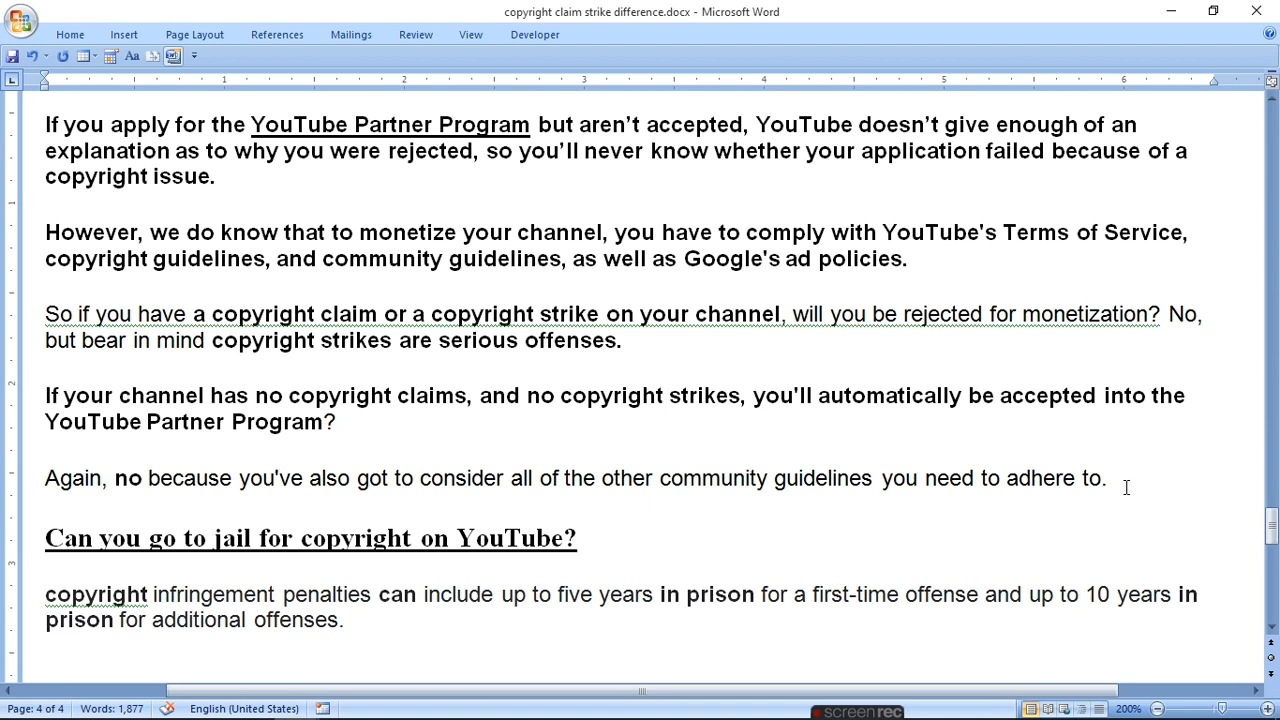 copyright claim strike difference.docx - Microsoft Word
Home Insert Page Layout References Mailings Review View Developer
Aa
1 2 3 4 5 6
If you apply for the YouTube Partner Program but aren’t accepted, YouTube doesn’t give enough of an
explanation as to why you were rejected, so you’ll never know whether your application failed because of a
copyright issue.
However, we do know that to monetize your channel, you have to comply with YouTube's Terms of Service,
copyright guidelines, and community guidelines, as well as Google's ad policies.
So if you have a copyright claim or a copyright strike on your channel, will you be rejected for monetization? No,
but bear in mind copyright strikes are serious offenses.
If your channel has no copyright claims, and no copyright strikes, you'll automatically be accepted into the
YouTube Partner Program?
Again, no because you've also got to consider all of the other community guidelines you need to adhere to.
Can you go to jail for copyright on YouTube?
copyright infringement penalties can include up to five years in prison for a first-time offense and up to 10 years in
prison for additional offenses.
Page: 4 of 4 Words: 1,877 English (United States) 200%
screenrec